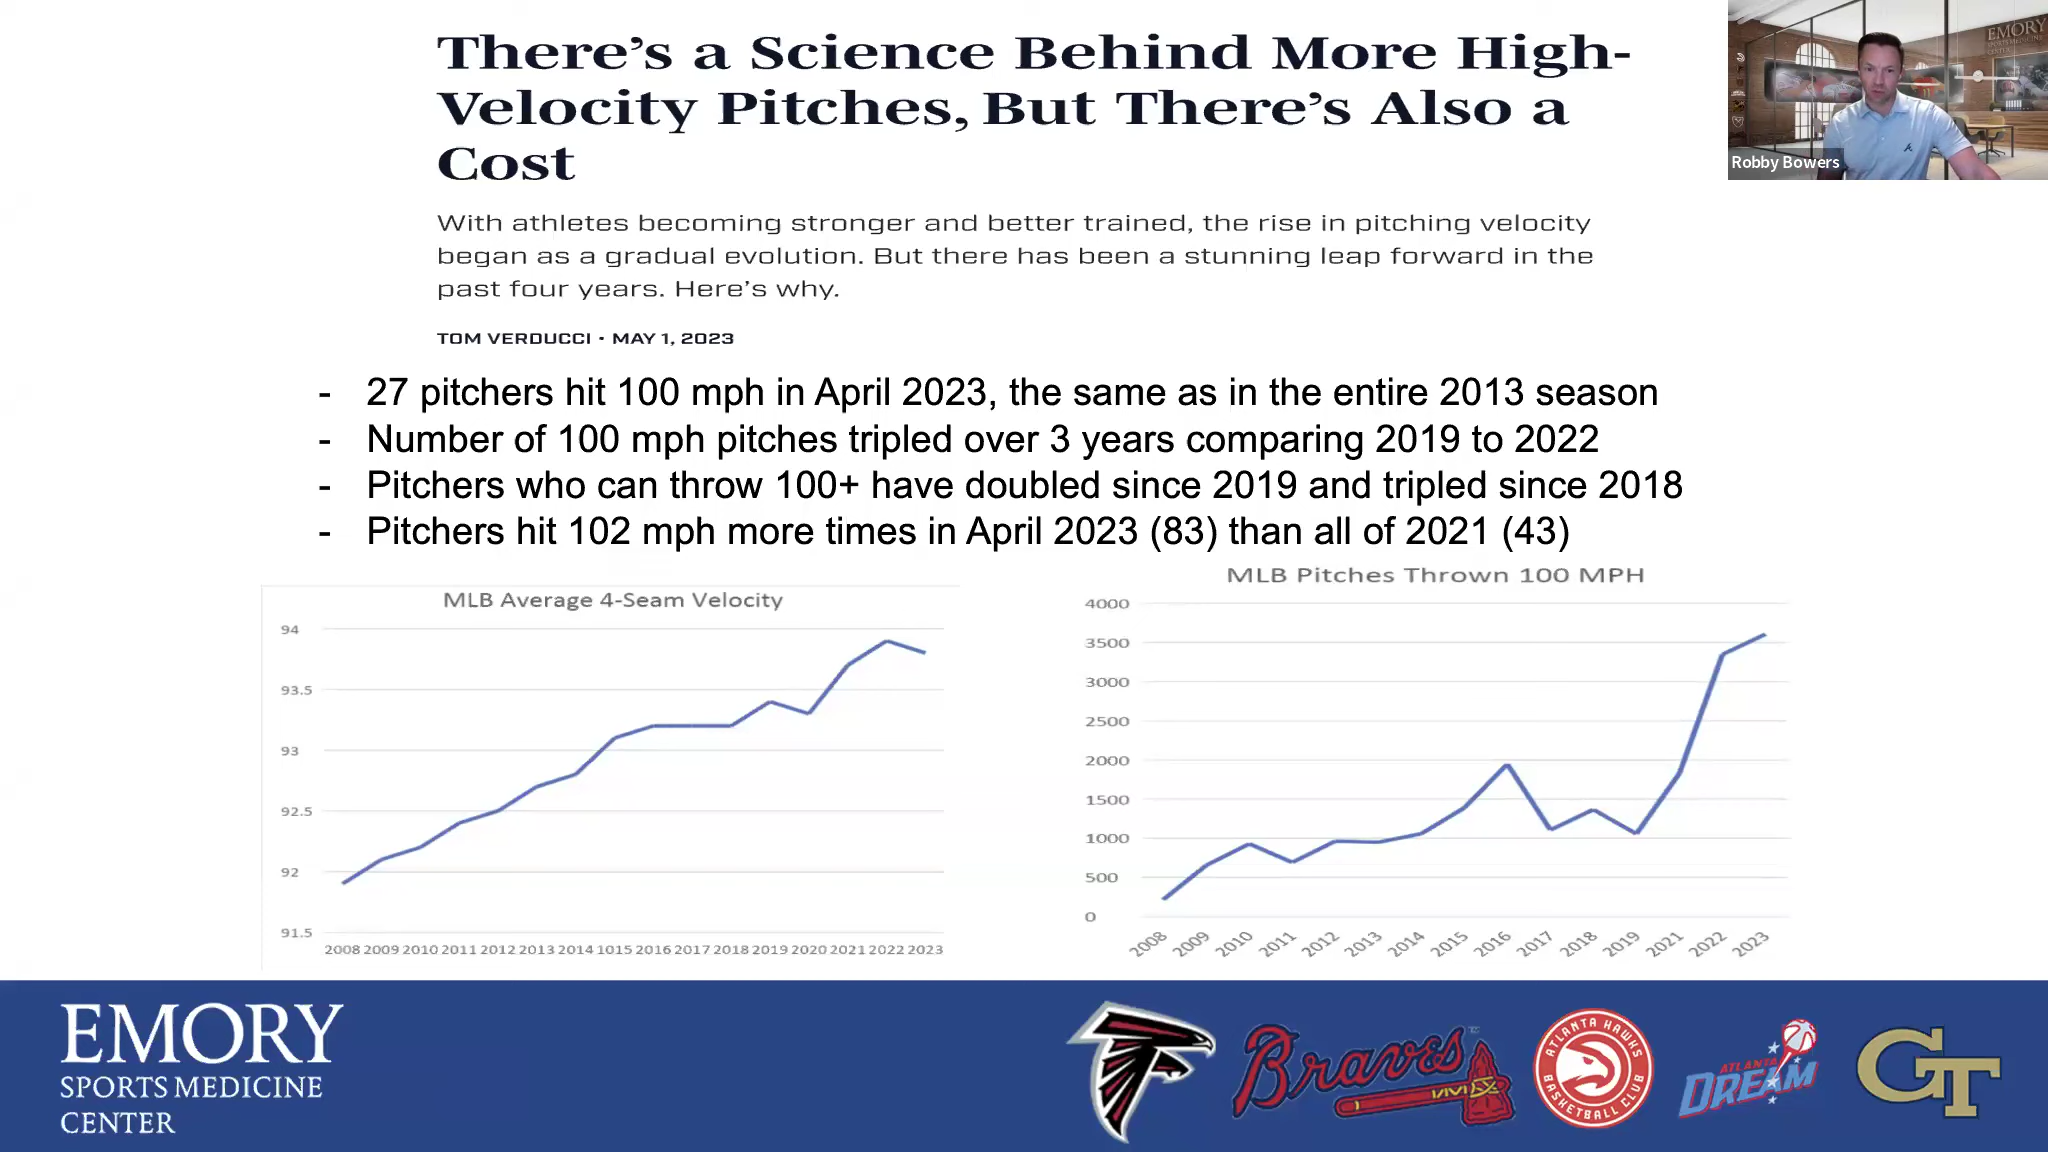 There's a Science Behind More High-
Velocity Pitches, But There's Also a
Cost
With athletes becoming stronger and better trained, the rise in pitching velocity
began as a gradual evolution. But there has been a stunning leap forward in the
past four years. Here's why.
TOM VERDUCCI • MAY 1, 2023
EMORY
SPORTS MEDICINE
CENTER
Robby Bowers
- 27 pitchers hit 100 mph in April 2023, the same as in the entire 2013 season
- Number of 100 mph pitches tripled over 3 years comparing 2019 to 2022
- Pitchers who can throw 100+ have doubled since 2019 and tripled since 2018
- Pitchers hit 102 mph more times in April 2023 (83) than all of 2021 (43)
MLB Average 4-Seam Velocity
94
93.5
93
92.5
92
91.5
2008 2009 2010 2011 2012 2013 2014 1015 2016 2017 2018 2019 2020 2021 2022 2023
MLB Pitches Thrown 100 MPH
4000
3500
3000
2500
2000
1500
1000
500
0
2008 2009 2010 2011 2012 2013 2014 2015 2016 2017 2018 2019 2021 2022 2023
EMORY
SPORTS MEDICINE
CENTER
Braves
ATLANTA HAWKS
BASKETBALL CLUB
ATLANTA
DREAM
GT